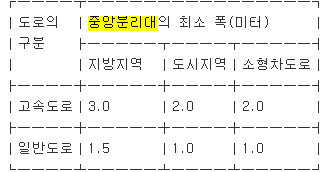 도로의 중앙분리대의 최소 폭(미터)
구분
지방지역 도시지역 소형차도로
고속도로 3.0 2.0 2.0
일반도로 1.5 1.0 1.0